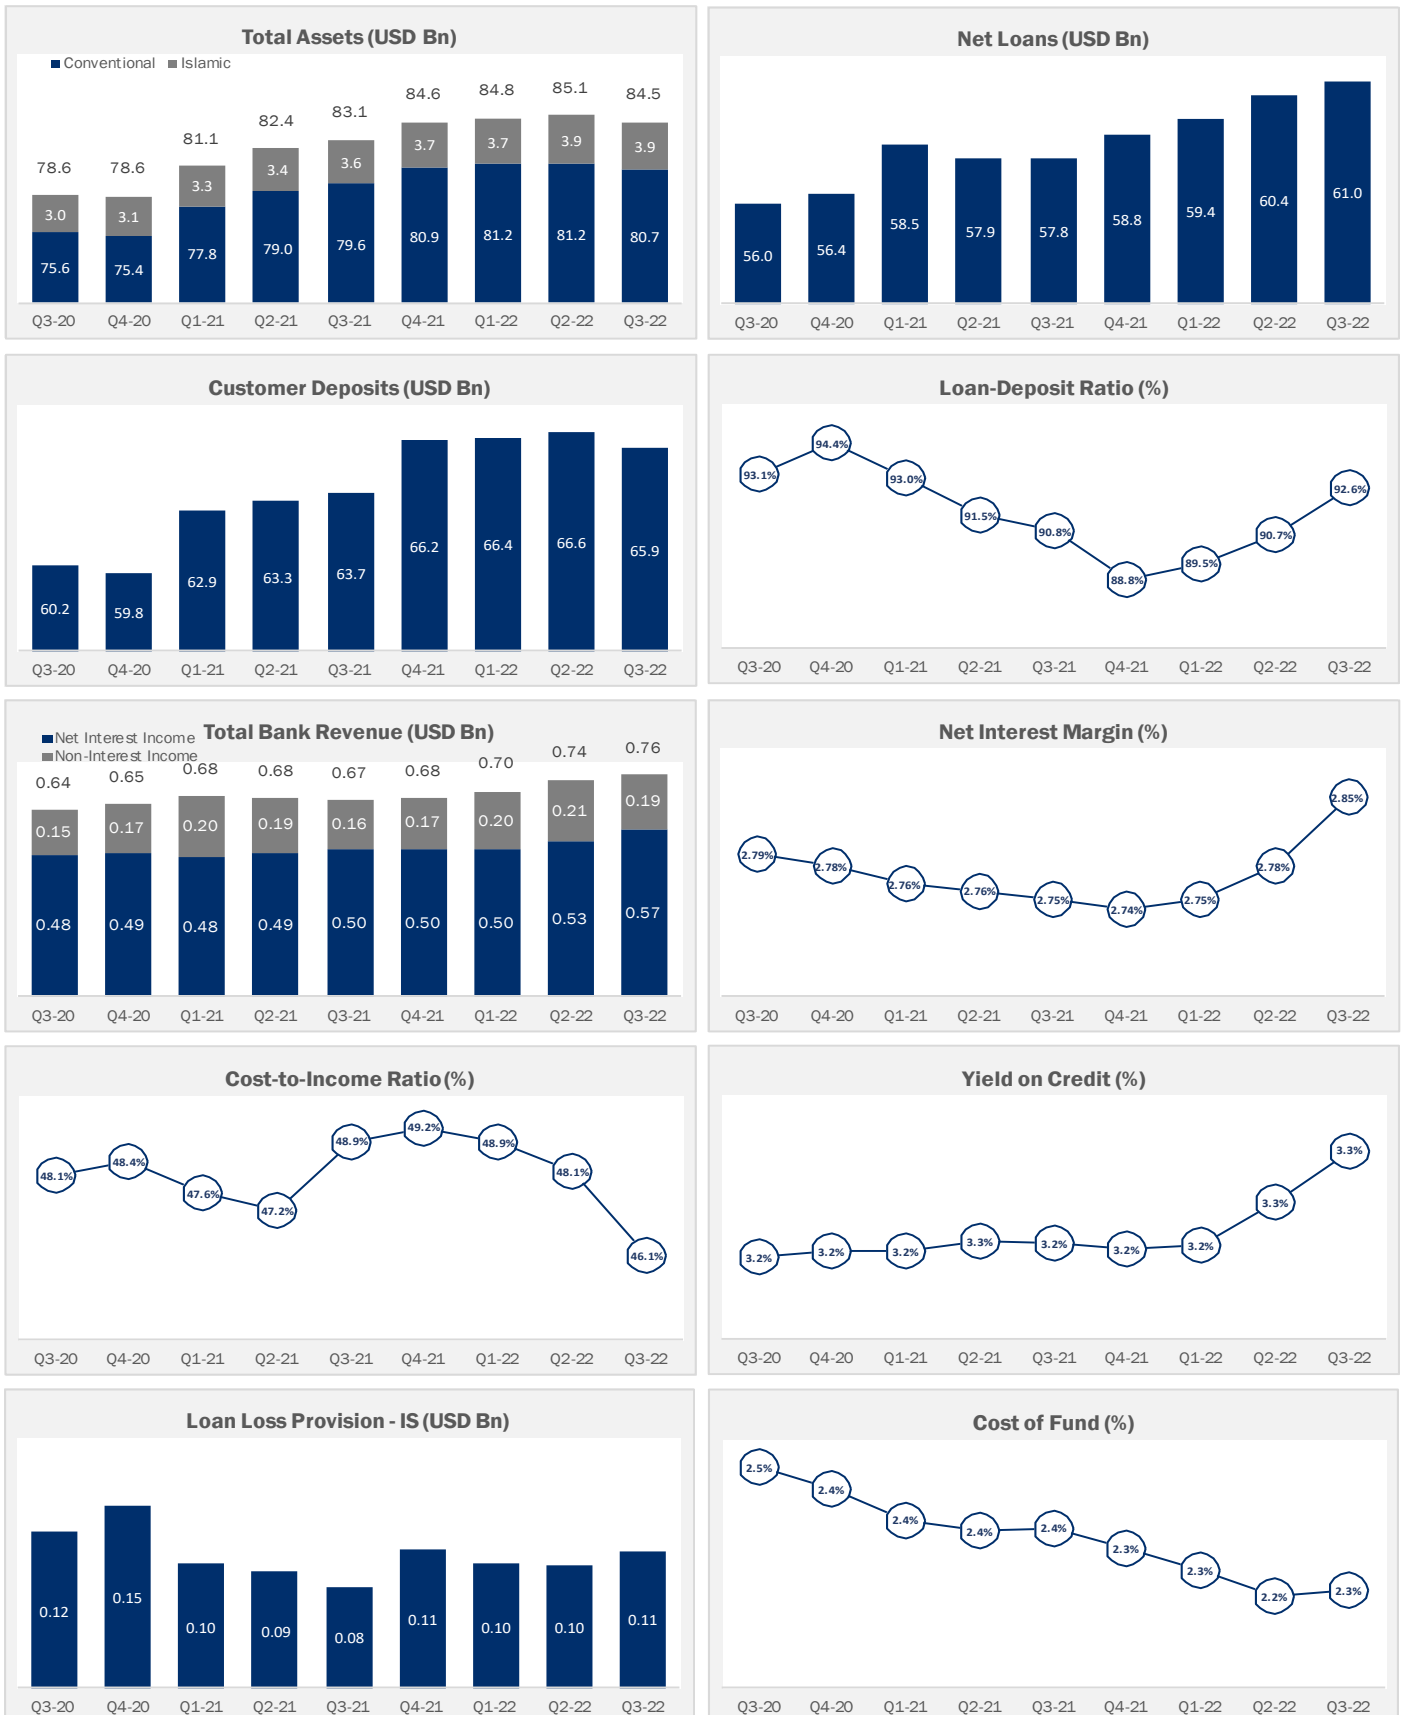 Total Assets (USD Bn)
Conventional Islamic
78.6 78.6 81.1 82.4 83.1 84.6 84.8 85.1 84.5
3.0 3.1 3.3 3.4 3.6 3.7 3.7 3.9 3.9
75.6 75.4 77.8 79.0 79.6 80.9 81.2 81.2 80.7
Q3-20 Q4-20 Q1-21 Q2-21 Q3-21 Q4-21 Q1-22 Q2-22 Q3-22
Net Loans (USD Bn)
56.0 56.4 58.5 57.9 57.8 58.8 59.4 60.4 61.0
Q3-20 Q4-20 Q1-21 Q2-21 Q3-21 Q4-21 Q1-22 Q2-22 Q3-22
Customer Deposits (USD Bn)
60.2 59.8 62.9 63.3 63.7 66.2 66.4 66.6 65.9
Q3-20 Q4-20 Q1-21 Q2-21 Q3-21 Q4-21 Q1-22 Q2-22 Q3-22
Loan-Deposit Ratio (%)
93.1% 94.4% 93.0% 91.5% 90.8% 88.8% 89.5% 90.7% 92.6%
Q3-20 Q4-20 Q1-21 Q2-21 Q3-21 Q4-21 Q1-22 Q2-22 Q3-22
Total Bank Revenue (USD Bn)
Net Interest Income
Non-Interest Income
0.64 0.65 0.68 0.68 0.67 0.68 0.70 0.74 0.76
0.15 0.17 0.20 0.19 0.16 0.17 0.20 0.21 0.19
0.48 0.49 0.48 0.49 0.50 0.50 0.50 0.53 0.57
Q3-20 Q4-20 Q1-21 Q2-21 Q3-21 Q4-21 Q1-22 Q2-22 Q3-22
Net Interest Margin (%)
2.79% 2.78% 2.76% 2.76% 2.75% 2.74% 2.75% 2.78% 2.85%
Q3-20 Q4-20 Q1-21 Q2-21 Q3-21 Q4-21 Q1-22 Q2-22 Q3-22
Cost-to-Income Ratio (%)
48.1% 48.4% 47.6% 47.2% 48.9% 49.2% 48.9% 48.1% 46.1%
Q3-20 Q4-20 Q1-21 Q2-21 Q3-21 Q4-21 Q1-22 Q2-22 Q3-22
Yield on Credit (%)
3.2% 3.2% 3.2% 3.3% 3.2% 3.2% 3.2% 3.3% 3.3%
Q3-20 Q4-20 Q1-21 Q2-21 Q3-21 Q4-21 Q1-22 Q2-22 Q3-22
Loan Loss Provision - IS (USD Bn)
0.12 0.15 0.10 0.09 0.08 0.11 0.10 0.10 0.11
Q3-20 Q4-20 Q1-21 Q2-21 Q3-21 Q4-21 Q1-22 Q2-22 Q3-22
Cost of Fund (%)
2.5% 2.4% 2.4% 2.4% 2.4% 2.3% 2.3% 2.2% 2.3%
Q3-20 Q4-20 Q1-21 Q2-21 Q3-21 Q4-21 Q1-22 Q2-22 Q3-22